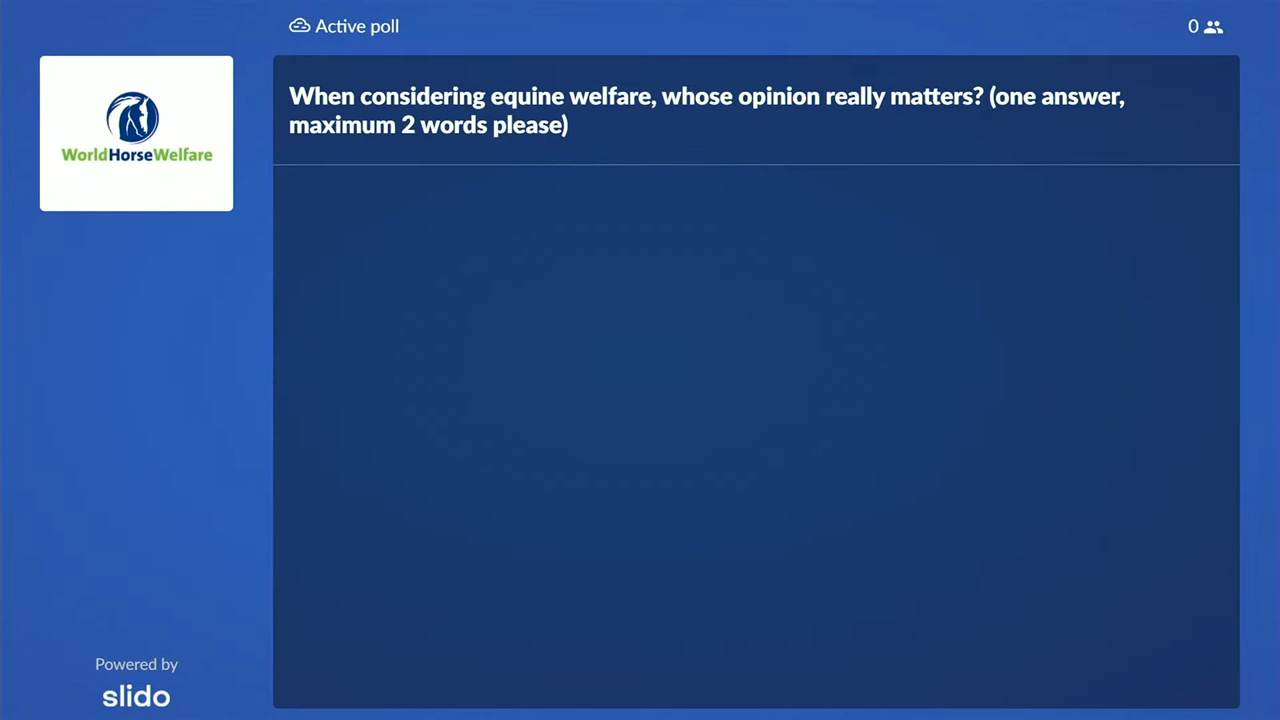 Active poll
0
WorldHorseWelfare
When considering equine welfare, whose opinion really matters? (one answer,
maximum 2 words please)
Powered by
slido